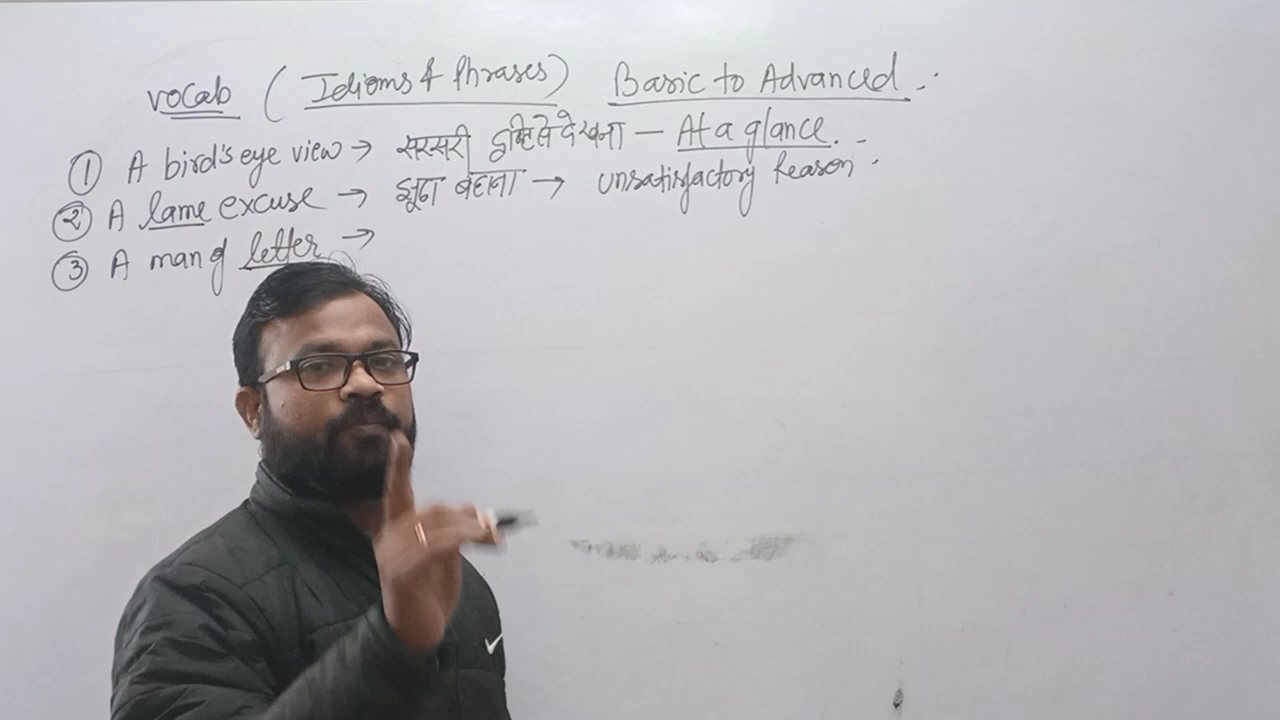 vocab (Idioms & Phrases) Basic to Advanced.
① A bird's eye view → सरसरी दृष्टि से देखना — At a glance.
② A lame excuse → झूठा बहाना → unsatisfactory Reason.
③ A man of letter →